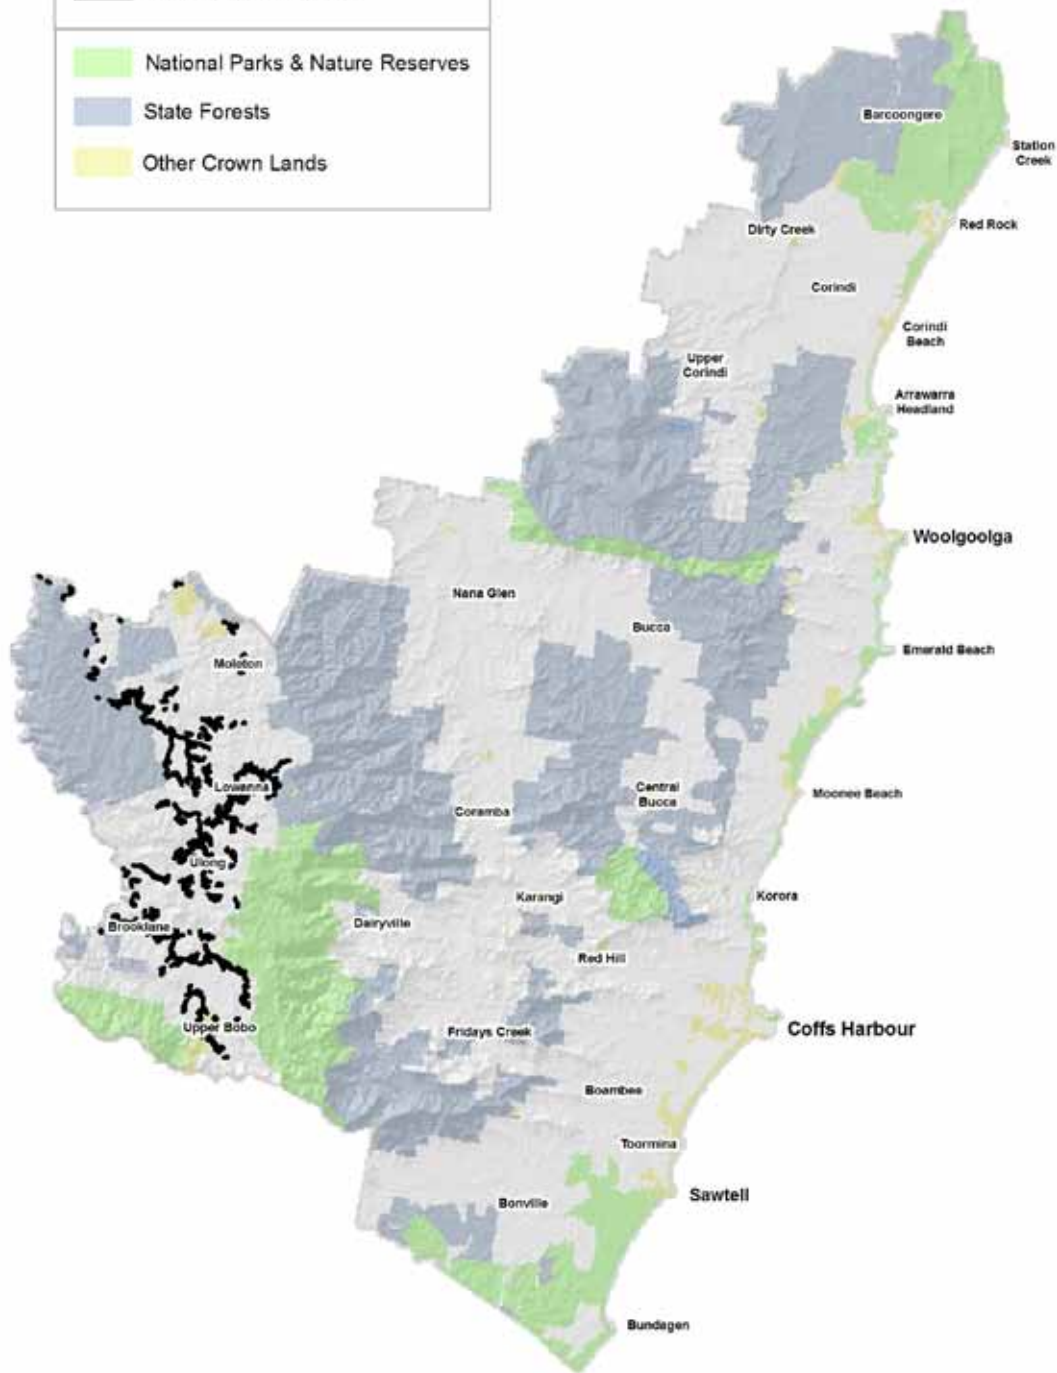 National Parks & Nature Reserves
State Forests
Other Crown Lands
Barcoongere
Station
Creek
Red Rock
Dirty Creek
Corindi
Corindi
Beach
Upper
Corindi
Arrawarra
Headland
Woolgoolga
Nana Glen
Bucca
Emerald Beach
Moleton
Lowanna
Central
Bucca
Moonee Beach
Coramba
Ulong
Karangi
Korora
Brooklana
Dairyville
Red Hill
Upper Bobo
Fridays Creek
Coffs Harbour
Boambee
Toormina
Sawtell
Bonville
Bundagen